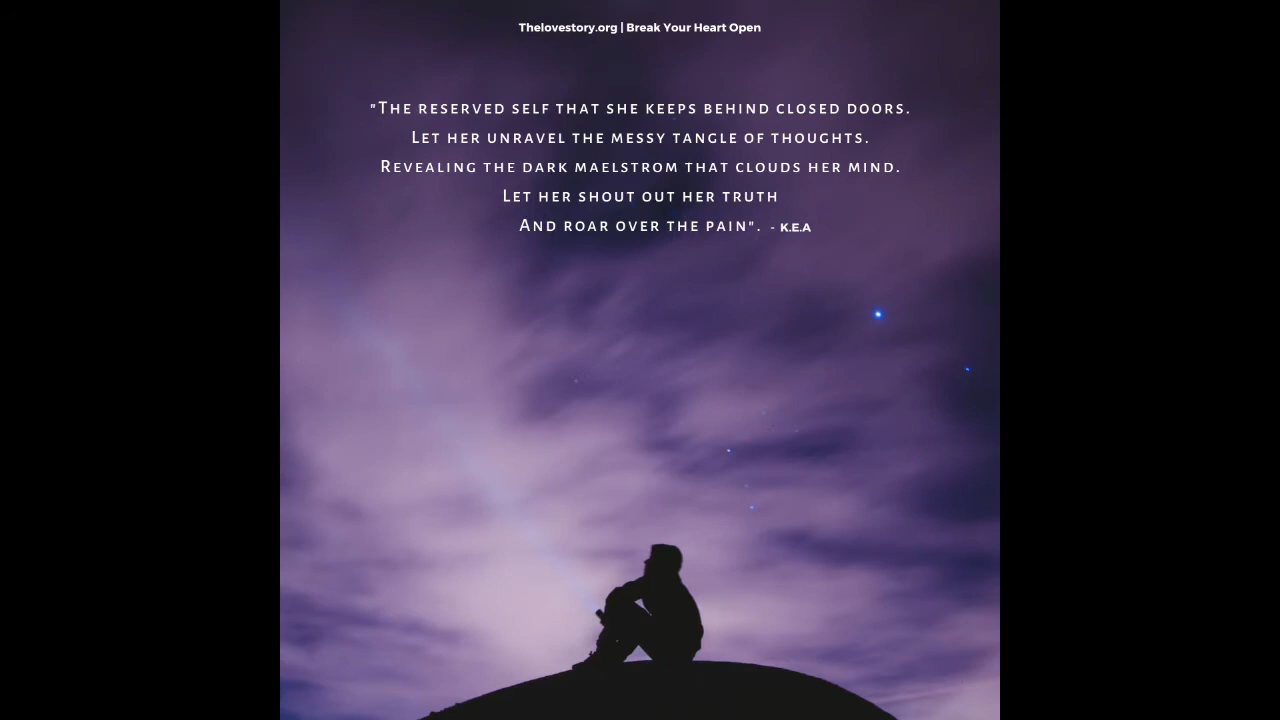 Thelovestory.org | Break Your Heart Open
"The reserved self that she keeps behind closed doors.
Let her unravel the messy tangle of thoughts.
Revealing the dark maelstrom that clouds her mind.
Let her shout out her truth
And roar over the pain". - K.E.A